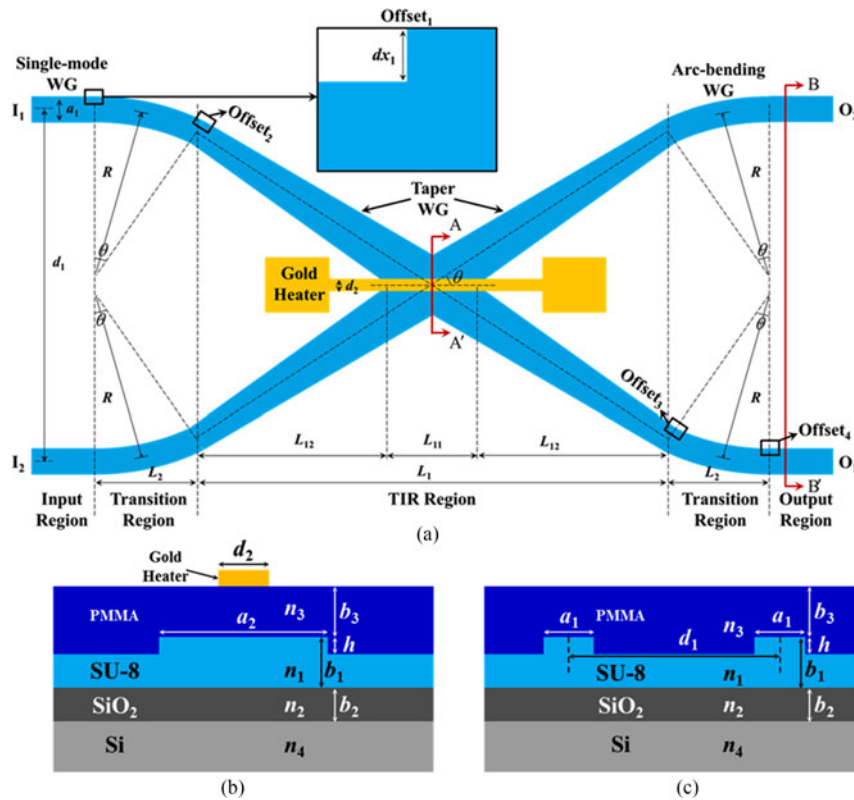 Offset₁
dx₁
Single-mode
WG
Arc-bending
WG
B
I₁
a₁
Offset₂
O₁
R
R
θ
θ
Taper
WG
A
d₁
Gold
Heater
d₂
θ
A′
θ
θ
R
R
Offset₃
Offset₄
L₁₂
L₁₁
L₁₂
I₂
L₂
L₁
L₂
B′
Input
Region
Transition
Region
TIR Region
Transition
Region
Output
Region
(a)
Gold
Heater
d₂
PMMA
n₃
b₃
a₂
h
SU-8
n₁
b₁
SiO₂
n₂
b₂
Si
n₄
(b)
a₁
PMMA
n₃
a₁
b₃
h
d₁
SU-8
n₁
b₁
SiO₂
n₂
b₂
Si
n₄
(c)